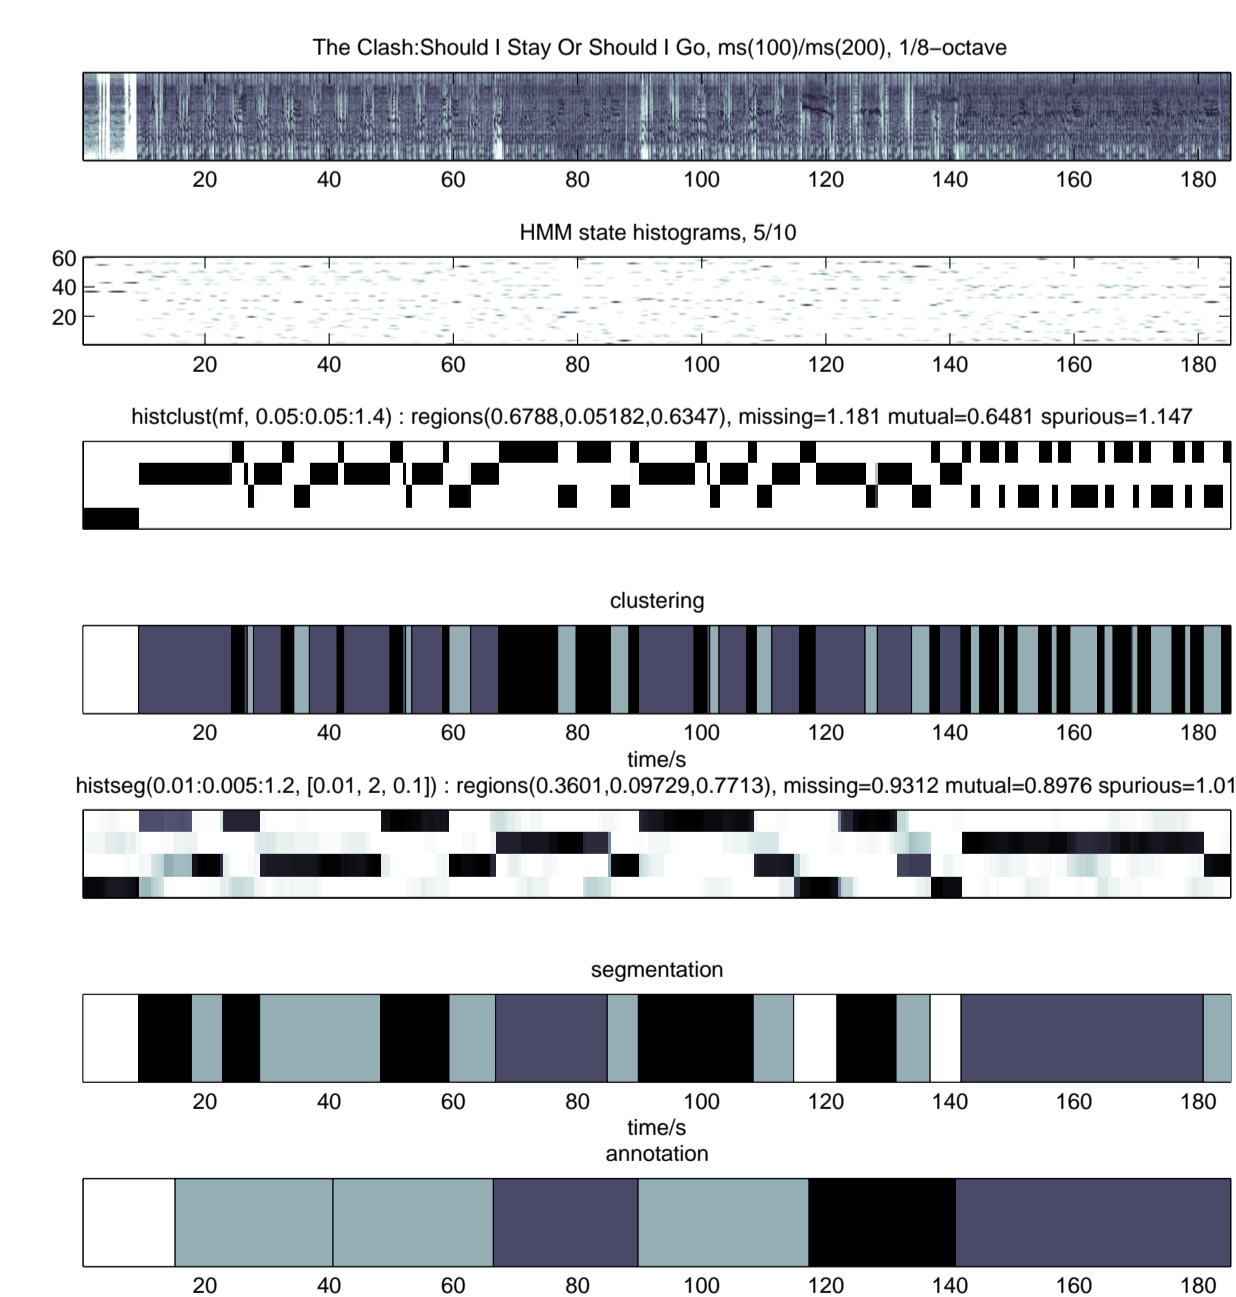 The Clash:Should I Stay Or Should I Go, ms(100)/ms(200), 1/8−octave
20 40 60 80 100 120 140 160 180
HMM state histograms, 5/10
60
40
20
20 40 60 80 100 120 140 160 180
histclust(mf, 0.05:0.05:1.4) : regions(0.6788,0.05182,0.6347), missing=1.181 mutual=0.6481 spurious=1.147
clustering
20 40 60 80 100 120 140 160 180
time/s
histseg(0.01:0.005:1.2, [0.01, 2, 0.1]) : regions(0.3601,0.09729,0.7713), missing=0.9312 mutual=0.8976 spurious=1.01
segmentation
20 40 60 80 100 120 140 160 180
time/s
annotation
20 40 60 80 100 120 140 160 180